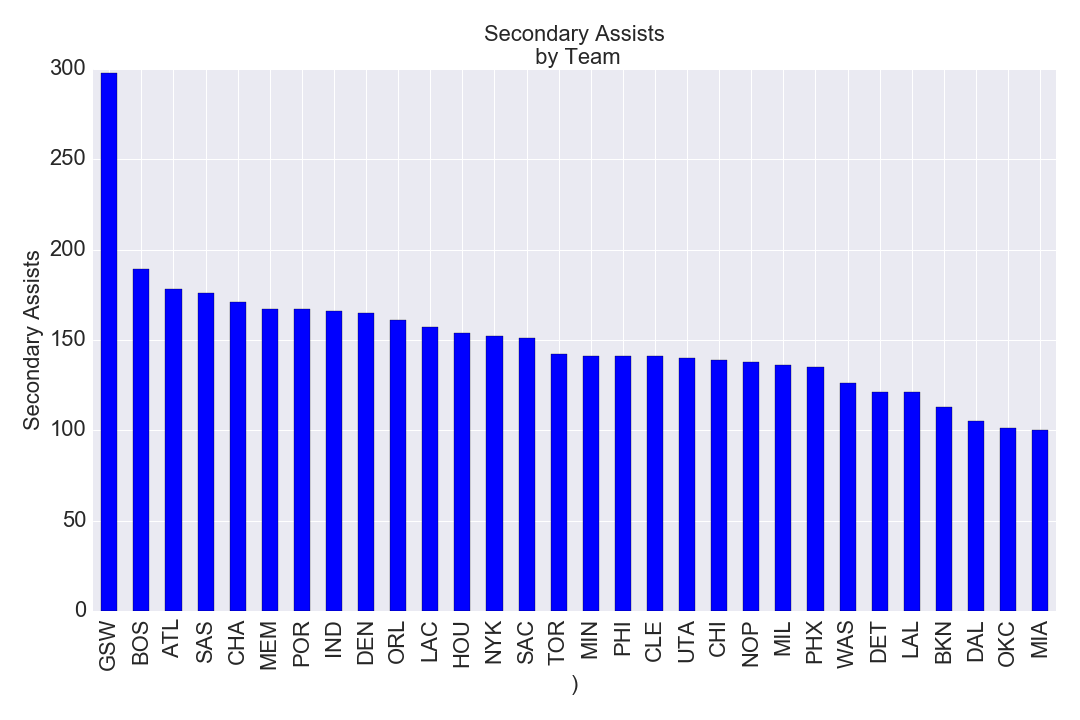 Secondary Assists
by Team
300
250
200
150
100
50
0
Secondary Assists
GSW
BOS
ATL
SAS
CHA
MEM
POR
IND
DEN
ORL
LAC
HOU
NYK
SAC
TOR
MIN
PHI
CLE
UTA
CHI
NOP
MIL
PHX
WAS
DET
LAL
BKN
DAL
OKC
MIA
)